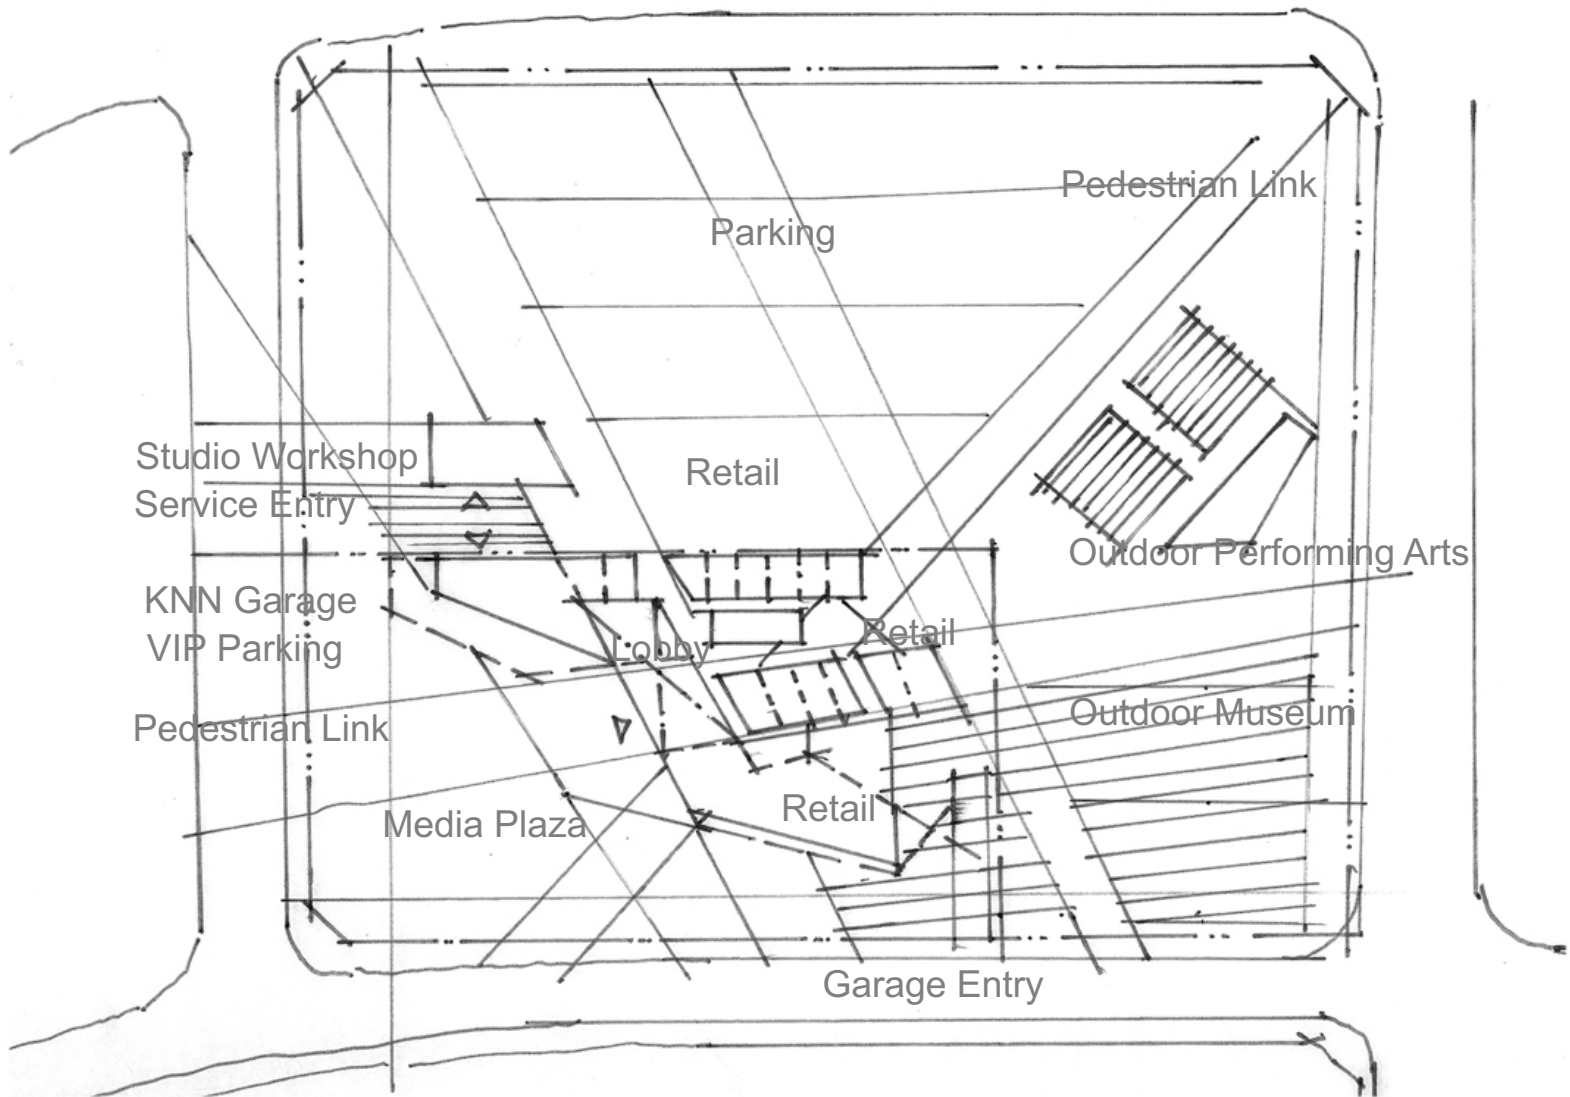 Pedestrian Link
Parking
Studio Workshop
Retail
Service Entry
Outdoor Performing Arts
KNN Garage
VIP Parking
Lobby
Retail
Pedestrian Link
Outdoor Museum
Media Plaza
Retail
Garage Entry